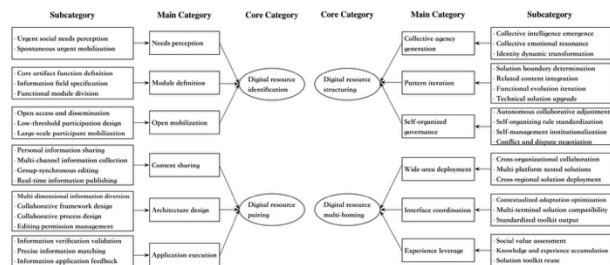 Subcategory
Main Category
Core Category
Core Category
Main Category
Subcategory
- Urgent social needs perception
- Spontaneous urgent mobilization
Needs perception
- Core artifact function definition
- Information field specification
- Functional module division
Module definition
- Open access and dissemination
- Low-threshold participation design
- Large-scale participant mobilization
Open mobilization
Digital resource
identification
- Personal information sharing
- Multi-channel information collection
- Group-synchronous editing
- Real-time information publishing
Content sharing
- Multi-dimensional information diversion
- Collaborative framework design
- Collaborative process design
- Editing permission management
Architecture design
- Information verification validation
- Precise information matching
- Information application feedback
Application execution
Digital resource
pairing
Digital resource
structuring
Collective agency
generation
- Collective intelligence emergence
- Collective emotional resonance
- Identity dynamic transformation
Pattern iteration
- Solution boundary determination
- Related content integration
- Functional evolution iteration
- Technical solution upgrade
Self-organized
governance
- Autonomous collaborative adjustment
- Self-organizing rule standardization
- Self-management institutionalization
- Conflict and dispute negotiation
Digital resource
multi-homing
Wide-area deployment
- Cross-organizational collaboration
- Multi-platform nested solutions
- Cross-regional solution deployment
Interface coordination
- Contextualized adaptation optimization
- Multi-terminal solution compatibility
- Standardized toolkit output
Experience leverage
- Social value assessment
- Knowledge and experience accumulation
- Solution toolkit reuse